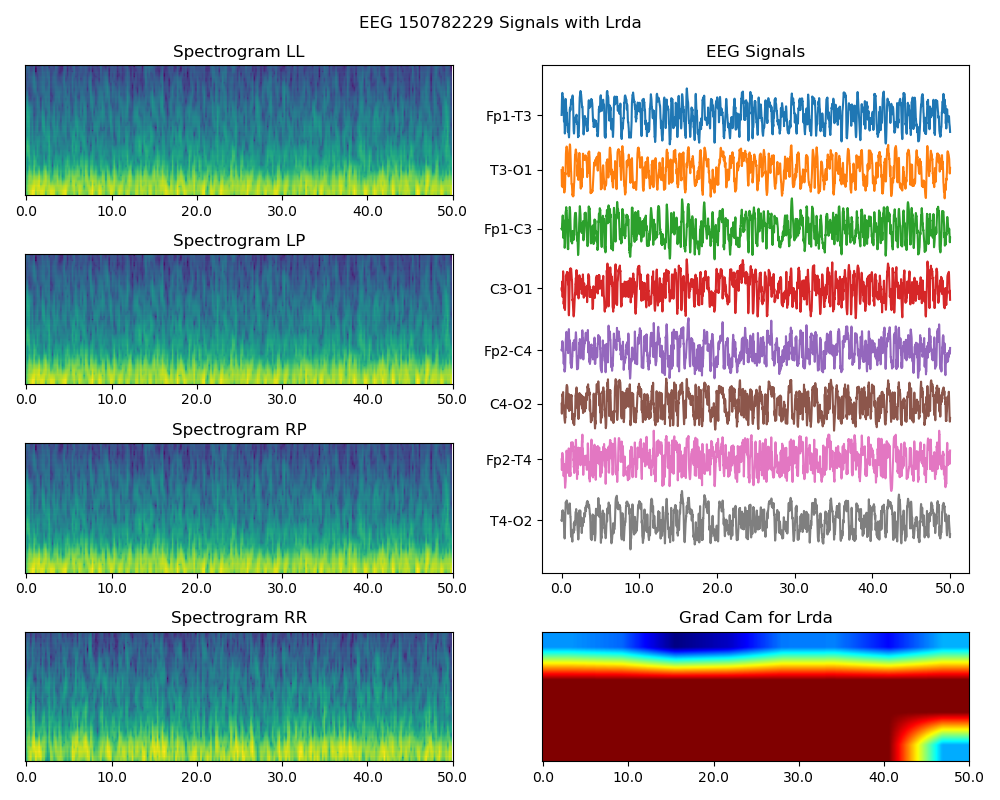 EEG 150782229 Signals with Lrda
Spectrogram LL
0.0 10.0 20.0 30.0 40.0 50.0
Spectrogram LP
0.0 10.0 20.0 30.0 40.0 50.0
Spectrogram RP
0.0 10.0 20.0 30.0 40.0 50.0
Spectrogram RR
0.0 10.0 20.0 30.0 40.0 50.0
EEG Signals
Fp1-T3
T3-O1
Fp1-C3
C3-O1
Fp2-C4
C4-O2
Fp2-T4
T4-O2
0.0 10.0 20.0 30.0 40.0 50.0
Grad Cam for Lrda
0.0 10.0 20.0 30.0 40.0 50.0